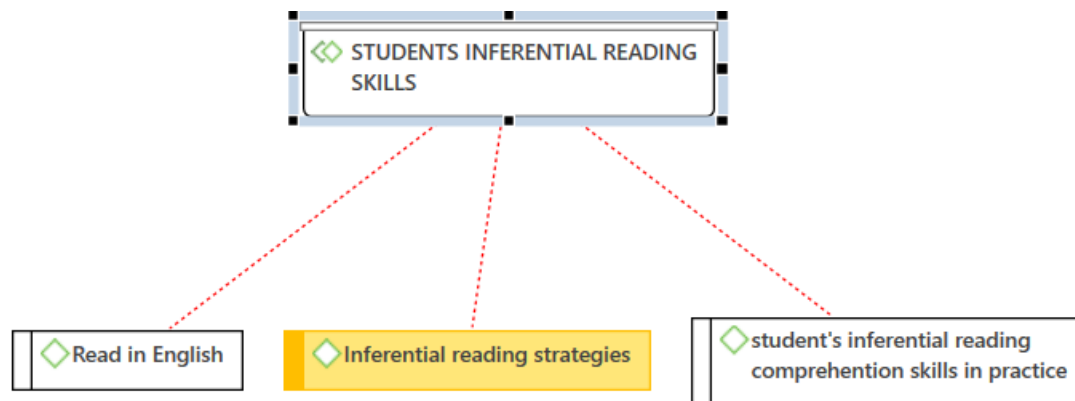 STUDENTS INFERENTIAL READING
SKILLS
Read in English
Inferential reading strategies
student's inferential reading
comprehention skills in practice